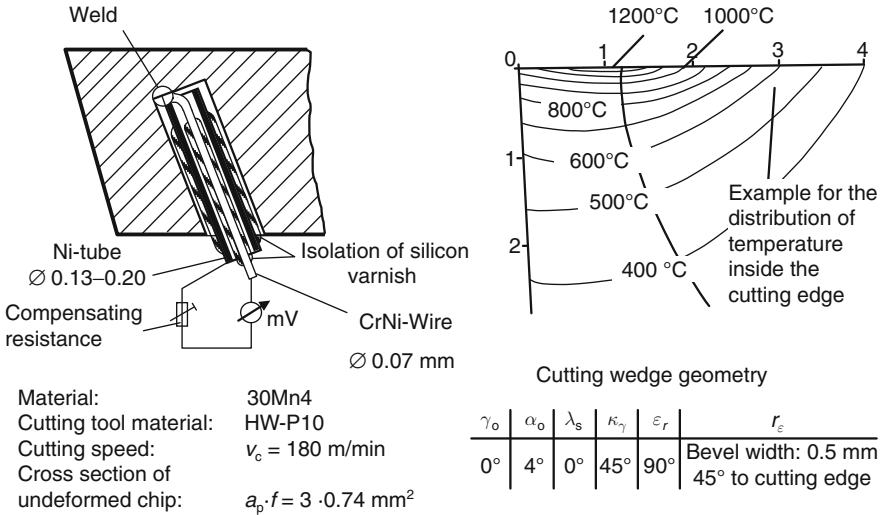 Weld
Ni-tube
∅ 0.13–0.20
Isolation of silicon
varnish
Compensating
resistance
mV
CrNi-Wire
∅ 0.07 mm
1200°C 1000°C
0 1 2 3 4
1
2
800°C
600°C
500°C
400 °C
Example for the
distribution of
temperature
inside the
cutting edge
Material: 30Mn4
Cutting tool material: HW-P10
Cutting speed: v_c = 180 m/min
Cross section of
undeformed chip: a_p·f = 3 ·0.74 mm²
Cutting wedge geometry
γ_o α_o λ_s κ_γ ε_r r_ε
0° 4° 0° 45° 90° Bevel width: 0.5 mm
45° to cutting edge